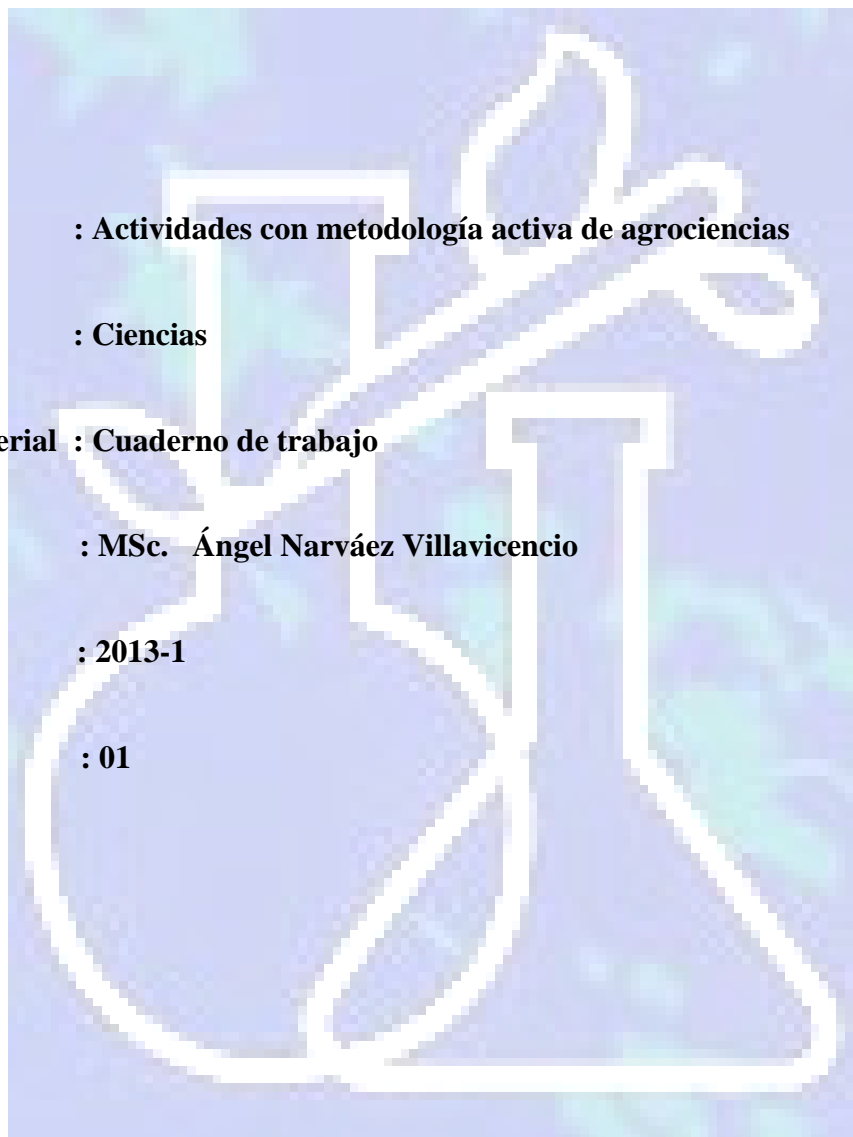 : Actividades con metodología activa de agrociencias
: Ciencias
erial : Cuaderno de trabajo
: MSc. Ángel Narváez Villavicencio
: 2013-1
: 01